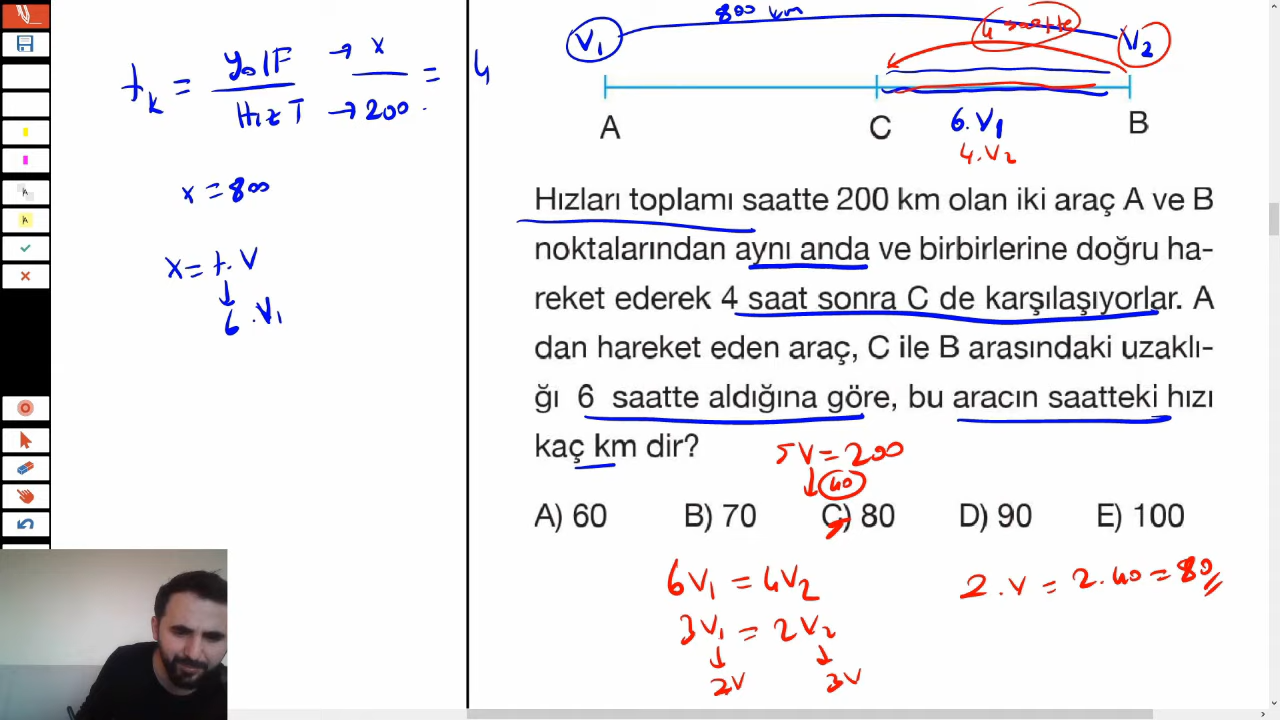 800 km
V₁
4 saatte
V₂
A
C
B
6.V₁
4.V₂
tₖ = yolF / HızT → x / → 200 = 4
x = 800
x = t.V
6.V₁
Hızları toplamı saatte 200 km olan iki araç A ve B
noktalarından aynı anda ve birbirlerine doğru ha-
reket ederek 4 saat sonra C de karşılaşıyorlar. A
dan hareket eden araç, C ile B arasındaki uzaklı-
ğı 6 saatte aldığına göre, bu aracın saatteki hızı
kaç km dir?
5V = 200
40
A) 60 B) 70 C) 80 D) 90 E) 100
6V₁ = 4V₂
3V₁ = 2V₂
2V 3V
2.V = 2.40 = 80